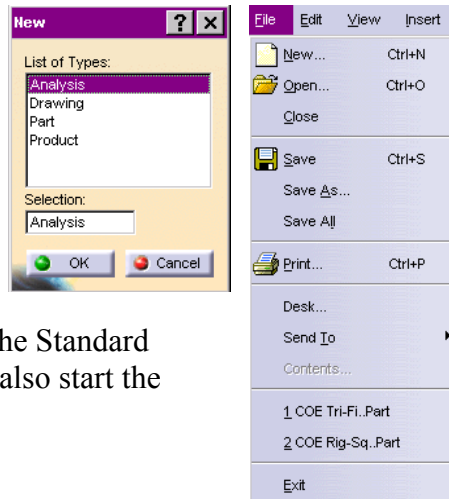 New ? ×
List of Types:
Analysis
Drawing
Part
Product
Selection:
Analysis
OK Cancel
he Standard
also start the
File Edit View Insert
New... Ctrl+N
Open... Ctrl+O
Close
Save Ctrl+S
Save As...
Save All
Print... Ctrl+P
Desk...
Send To
Contents...
1 COE Tri-Fi..Part
2 COE Rig-Sq..Part
Exit